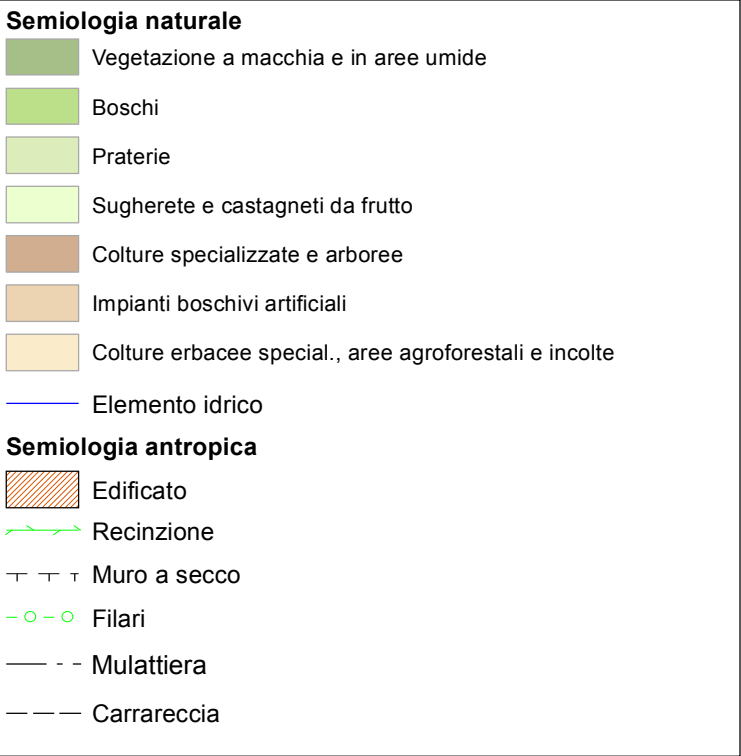 Semiologia naturale
Vegetazione a macchia e in aree umide
Boschi
Praterie
Sugherete e castagneti da frutto
Colture specializzate e arboree
Impianti boschivi artificiali
Colture erbacee special., aree agroforestali e incolte
Elemento idrico
Semiologia antropica
Edificato
Recinzione
Muro a secco
Filari
Mulattiera
Carrareccia